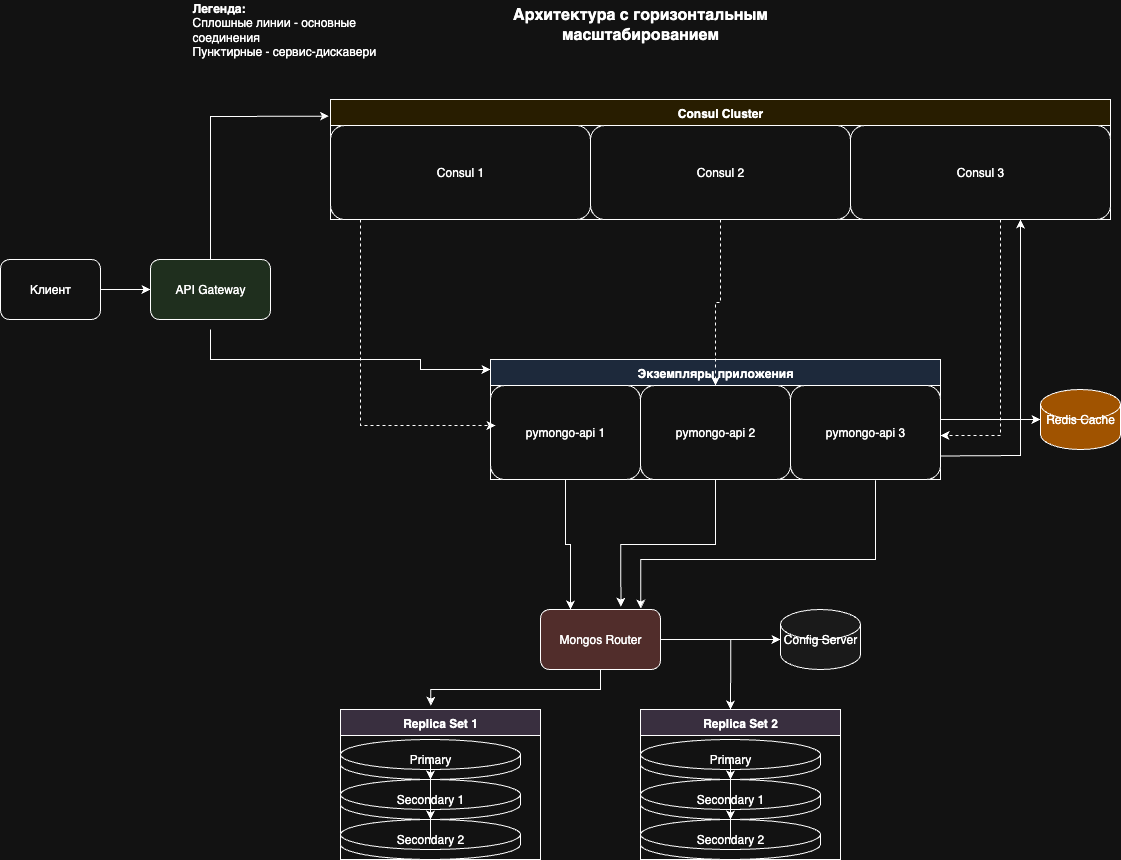 Легенда:
Сплошные линии - основные
соединения
Пунктирные - сервис-дискавери
Архитектура с горизонтальным
масштабированием
Consul Cluster
Consul 1
Consul 2
Consul 3
Клиент
API Gateway
Экземпляры приложения
pymongo-api 1
pymongo-api 2
pymongo-api 3
Redis Cache
Mongos Router
Config Server
Replica Set 1
Primary
Secondary 1
Secondary 2
Replica Set 2
Primary
Secondary 1
Secondary 2